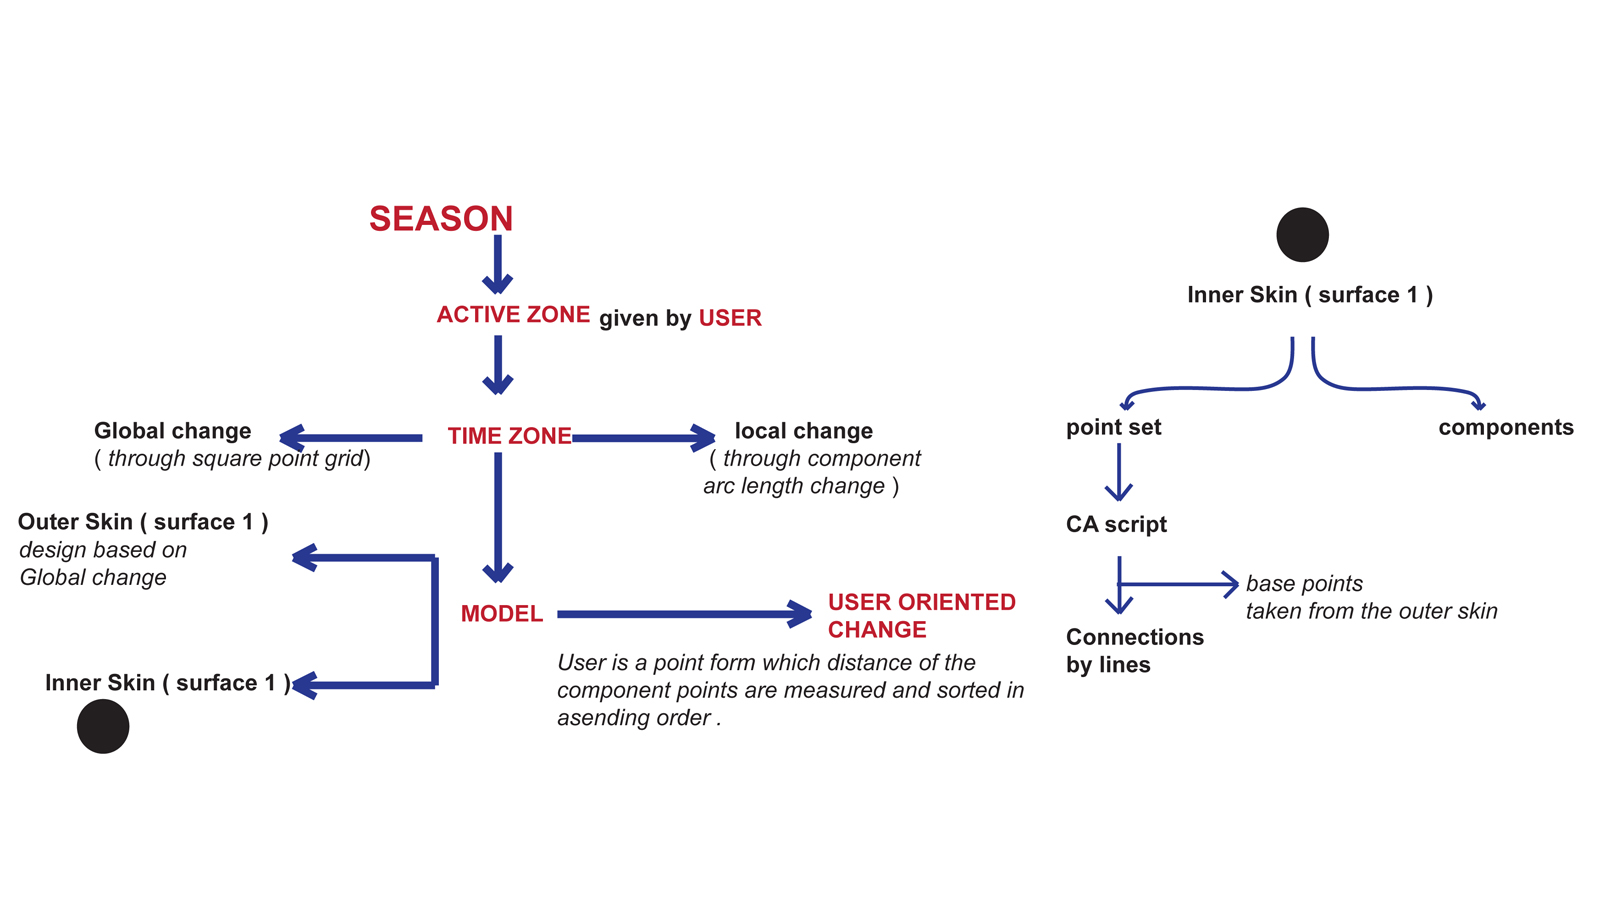 SEASON
ACTIVE ZONE given by USER
Global change
( through square point grid)
TIME ZONE
local change
( through component
arc length change )
Outer Skin ( surface 1 )
design based on
Global change
MODEL
USER ORIENTED
CHANGE
User is a point form which distance of the
component points are measured and sorted in
asending order .
Inner Skin ( surface 1 )
Inner Skin ( surface 1 )
point set
components
CA script
base points
taken from the outer skin
Connections
by lines